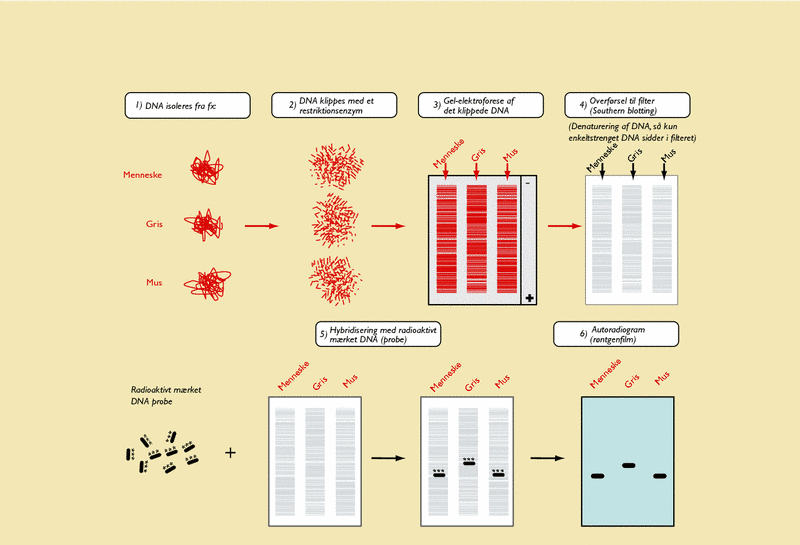 1) DNA isoleres fra fx:
2) DNA klippes med et
restriktionsenzym
3) Gel-elektroforese af
det klippede DNA
4) Overførsel til filter
(Southern blotting)
(Denaturering af DNA, så kun
enkeltstrenget DNA sidder i filteret)
Menneske
Gris
Mus
Menneske
Gris
Mus
-
+
Menneske
Gris
Mus
5) Hybridisering med radioaktivt
mærket DNA (probe)
6) Autoradiogram
(røntgenfilm)
Radioaktivt mærket
DNA probe
+
Menneske
Gris
Mus
Menneske
Gris
Mus
Menneske
Gris
Mus